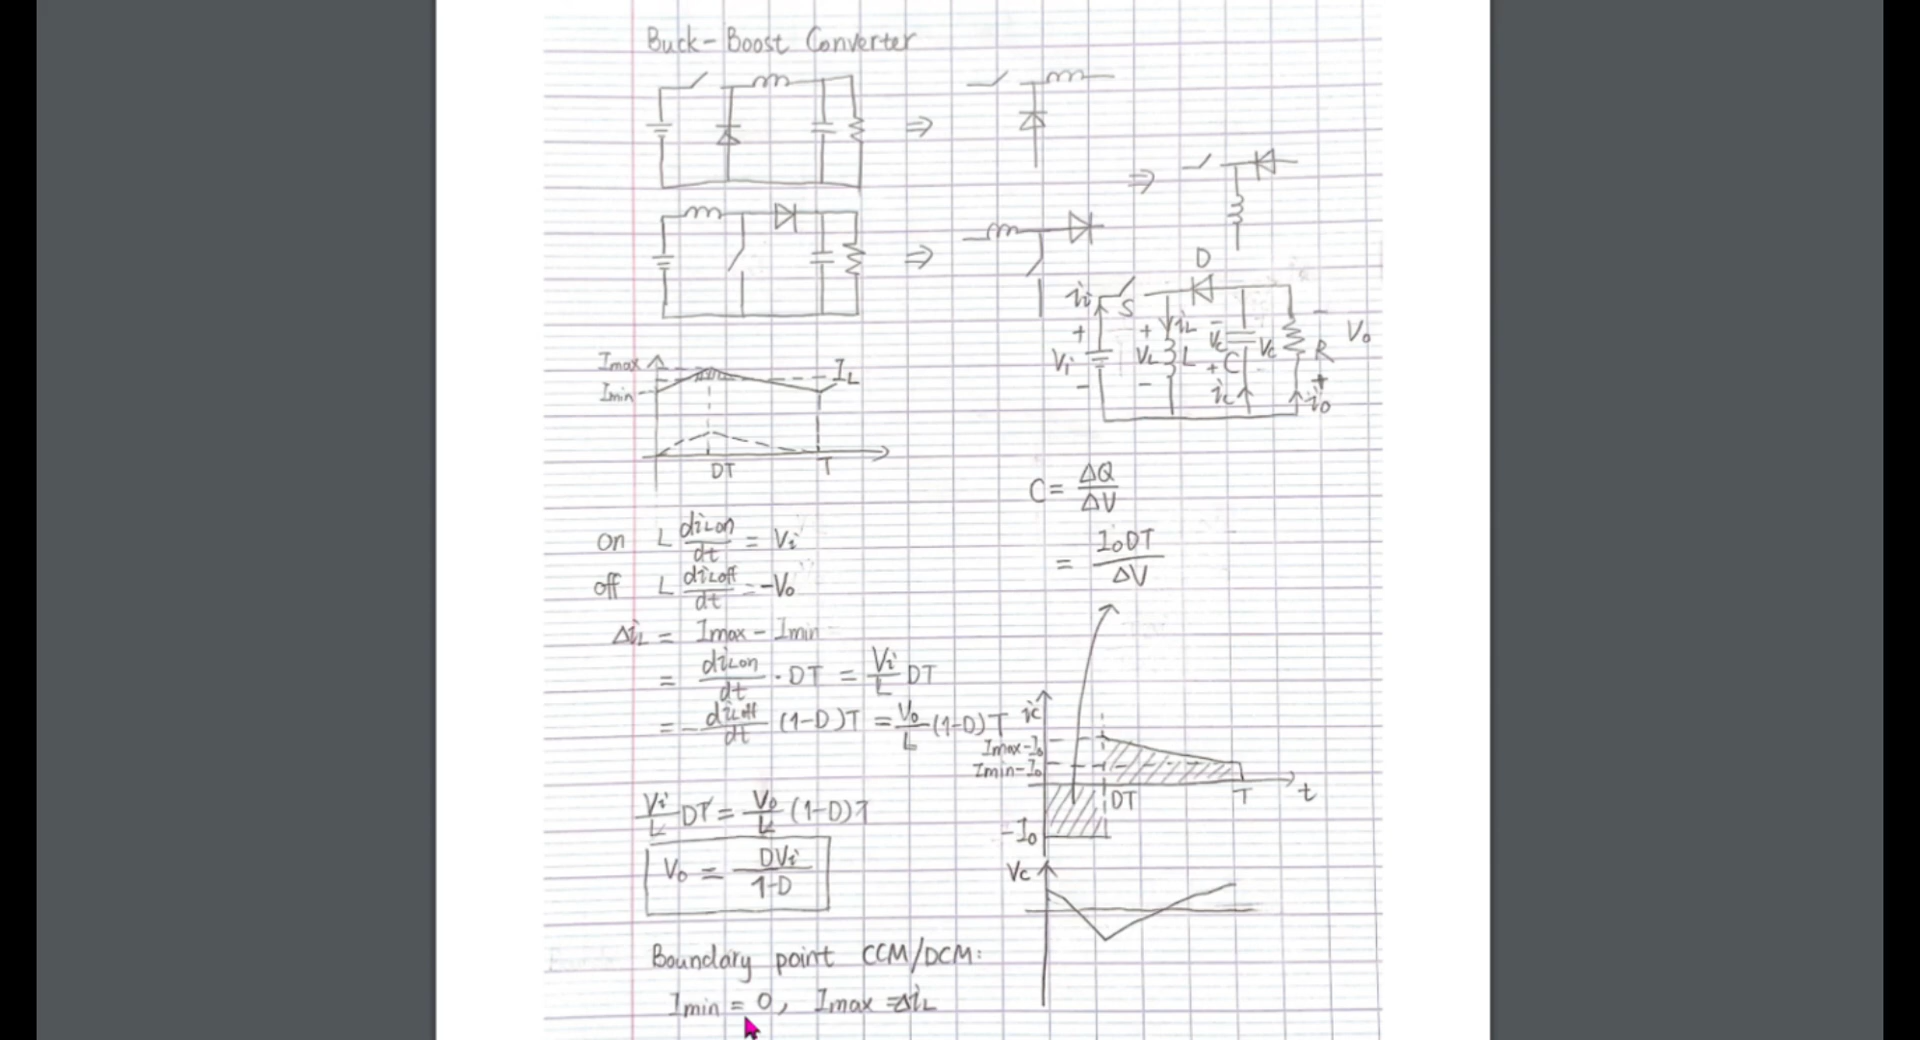 Buck-Boost Converter
D
ii
S
+
Vi
-
+
VL
-
iL
L
-
Vc
+
C
Vc
ic
-
R
+
Vo
io
Imax
Imin
IL
DT
T
C = ΔQ/ΔV
= IoDT/ΔV
on L diLon/dt = Vi
off L diLoff/dt = -Vo
ΔiL = Imax - Imin
= diLon/dt · DT = Vi/L DT
= - diLoff/dt (1-D)T = Vo/L (1-D)T
ic
Imax-Io
Imin-Io
DT
T
t
-Io
Vi/L DT = Vo/L (1-D)T
Vo = DVi/1-D
Vc
Boundary point CCM/DCM:
Imin = 0, Imax = ΔiL